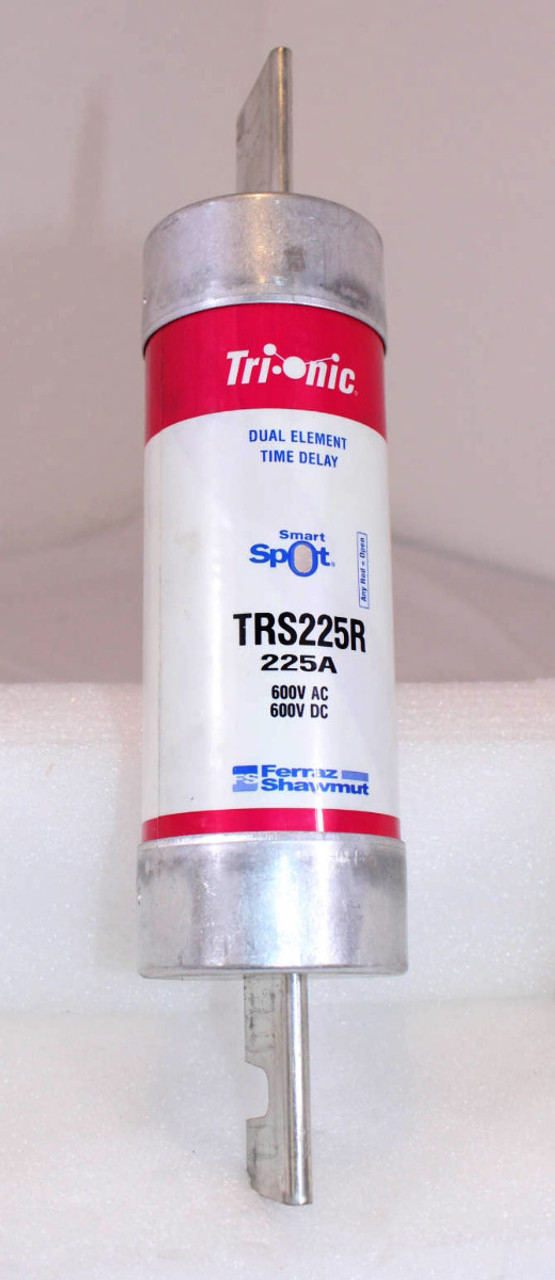 Tri-Onic®
DUAL ELEMENT
TIME DELAY
Smart
Spot®
Any Red = Open
TRS225R
225A
600V AC
600V DC
FS Ferraz
Shawmut